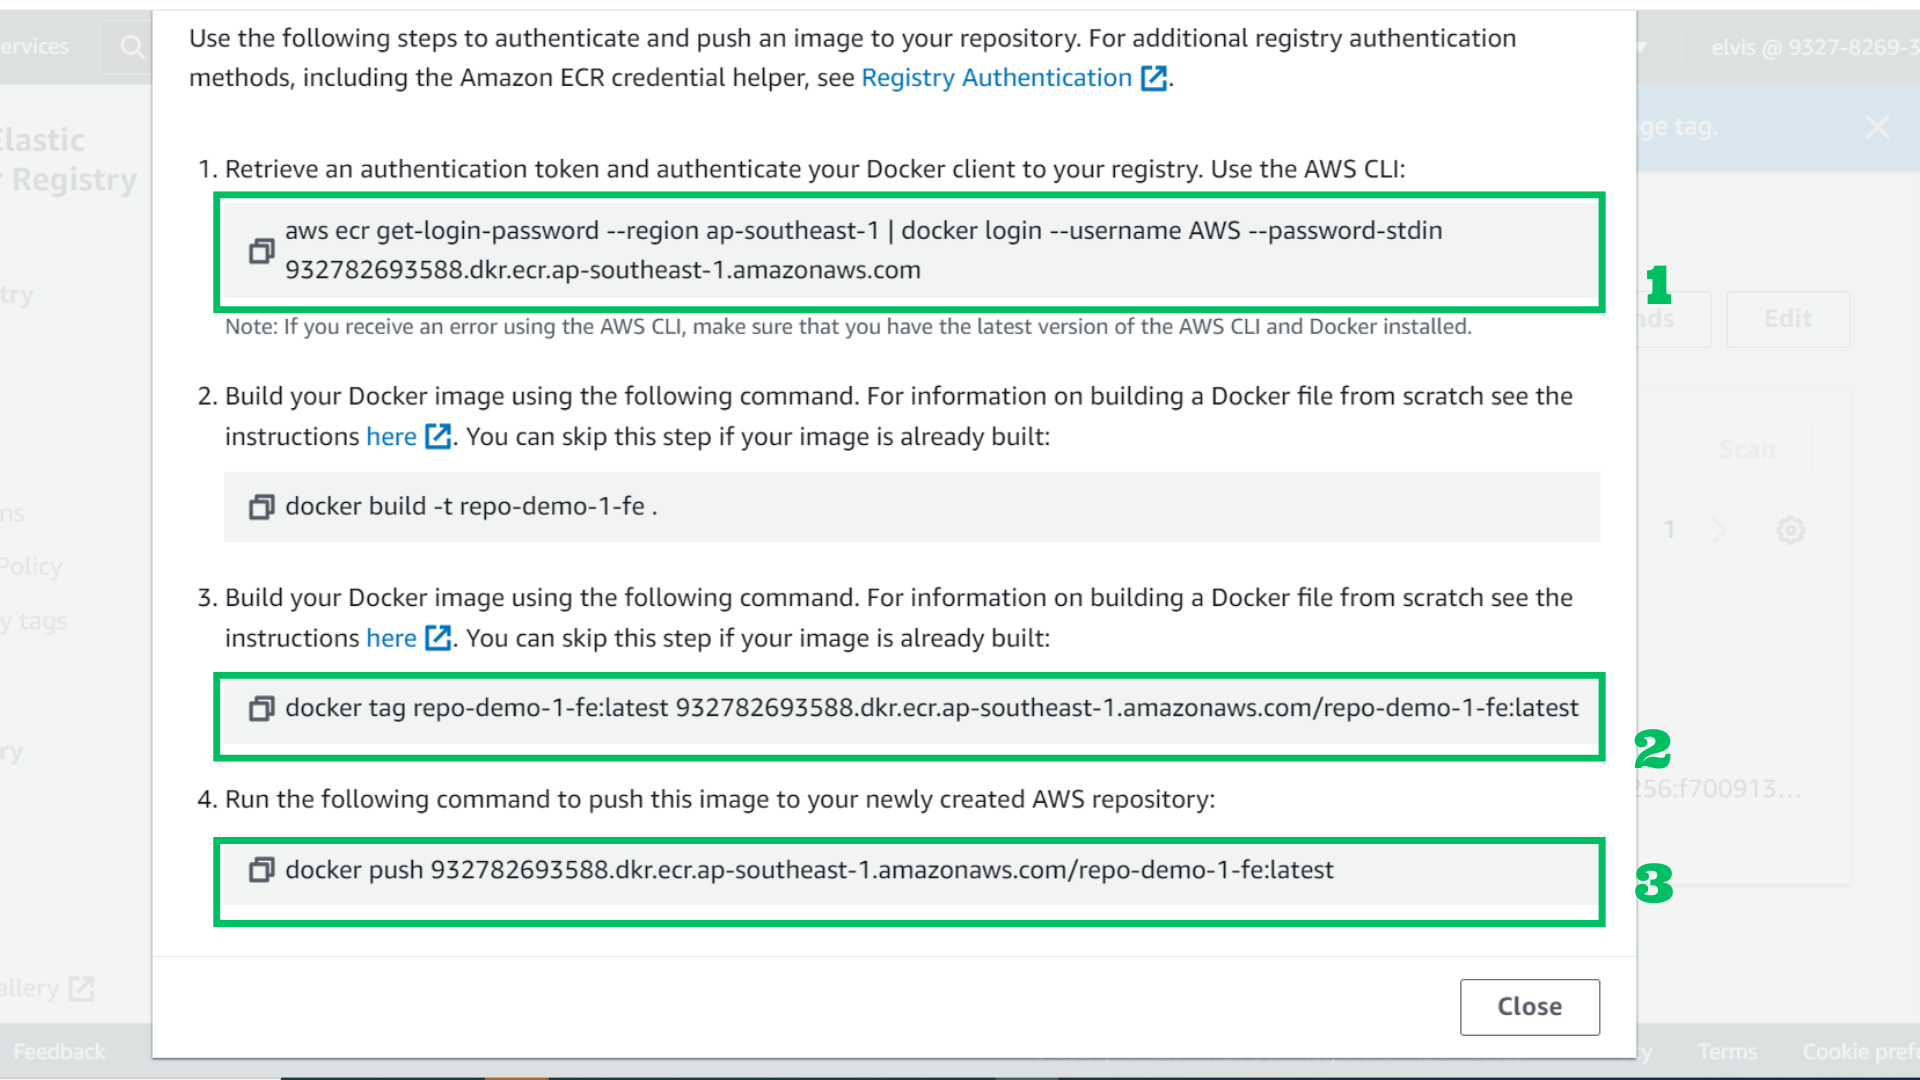 ervices
elvis @ 9327-8269-3
Use the following steps to authenticate and push an image to your repository. For additional registry authentication
methods, including the Amazon ECR credential helper, see Registry Authentication.
ge tag.
Elastic
r Registry
1. Retrieve an authentication token and authenticate your Docker client to your registry. Use the AWS CLI:
aws ecr get-login-password --region ap-southeast-1 | docker login --username AWS --password-stdin
932782693588.dkr.ecr.ap-southeast-1.amazonaws.com
1
try
nds
Edit
Note: If you receive an error using the AWS CLI, make sure that you have the latest version of the AWS CLI and Docker installed.
2. Build your Docker image using the following command. For information on building a Docker file from scratch see the
instructions here. You can skip this step if your image is already built:
Scan
docker build -t repo-demo-1-fe .
ns
1
Policy
3. Build your Docker image using the following command. For information on building a Docker file from scratch see the
instructions here. You can skip this step if your image is already built:
y tags
docker tag repo-demo-1-fe:latest 932782693588.dkr.ecr.ap-southeast-1.amazonaws.com/repo-demo-1-fe:latest
2
ry
256:f700913...
4. Run the following command to push this image to your newly created AWS repository:
docker push 932782693588.dkr.ecr.ap-southeast-1.amazonaws.com/repo-demo-1-fe:latest
3
allery
Close
Feedback
cy
Terms
Cookie prefe